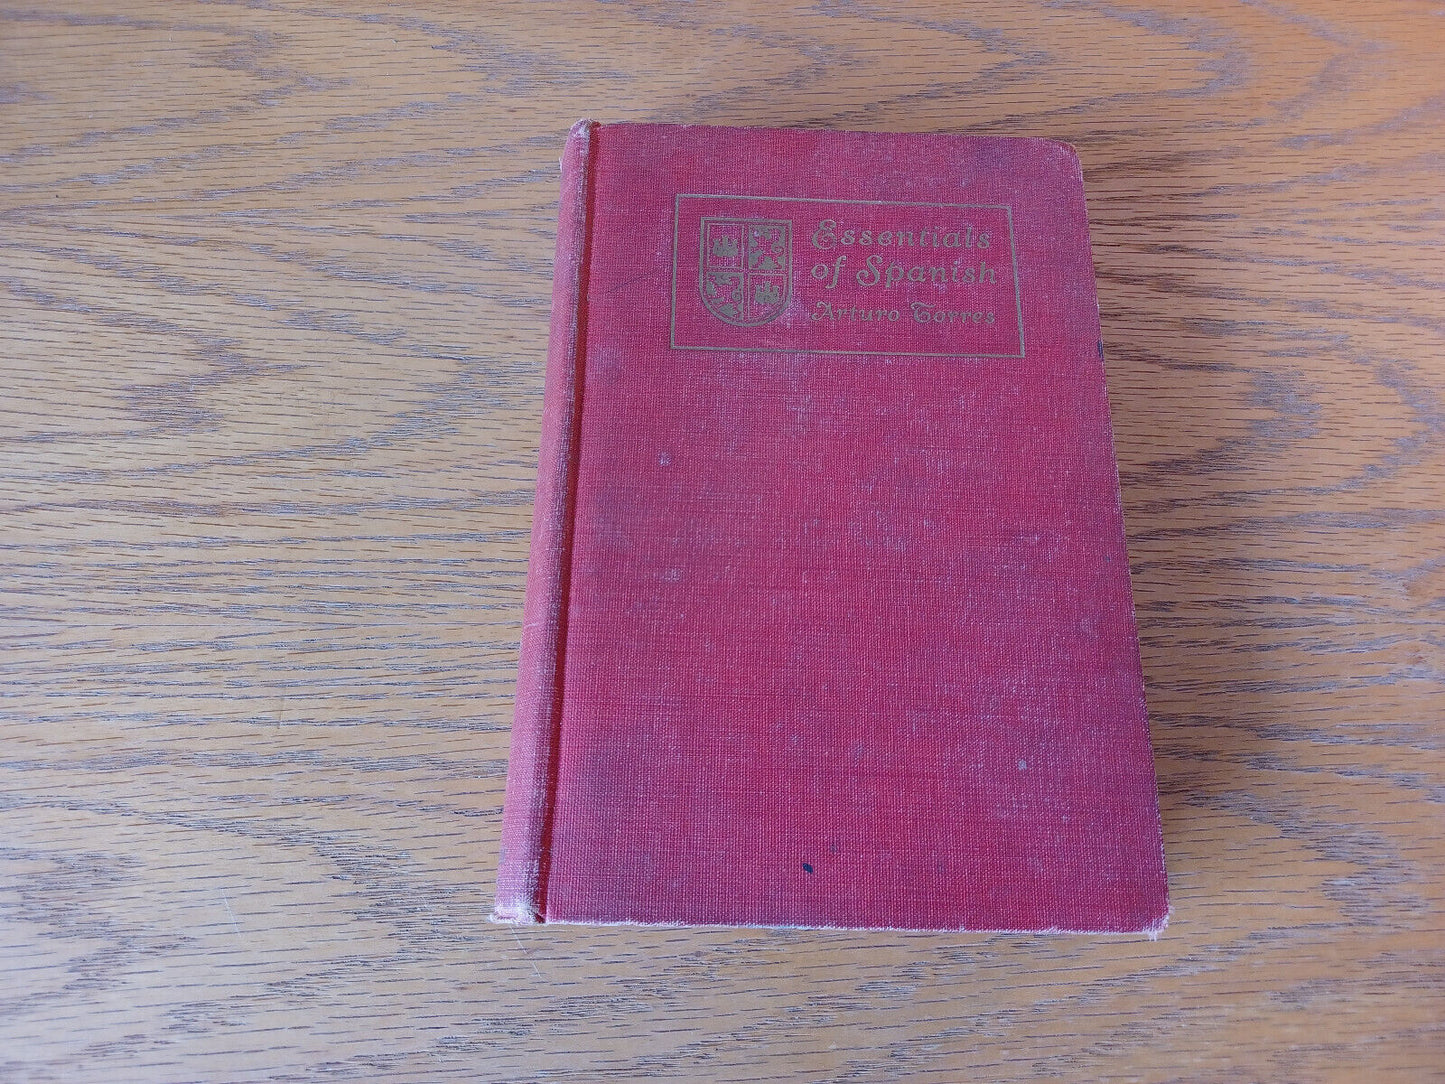 Essentials
of Spanish
Arturo Torres